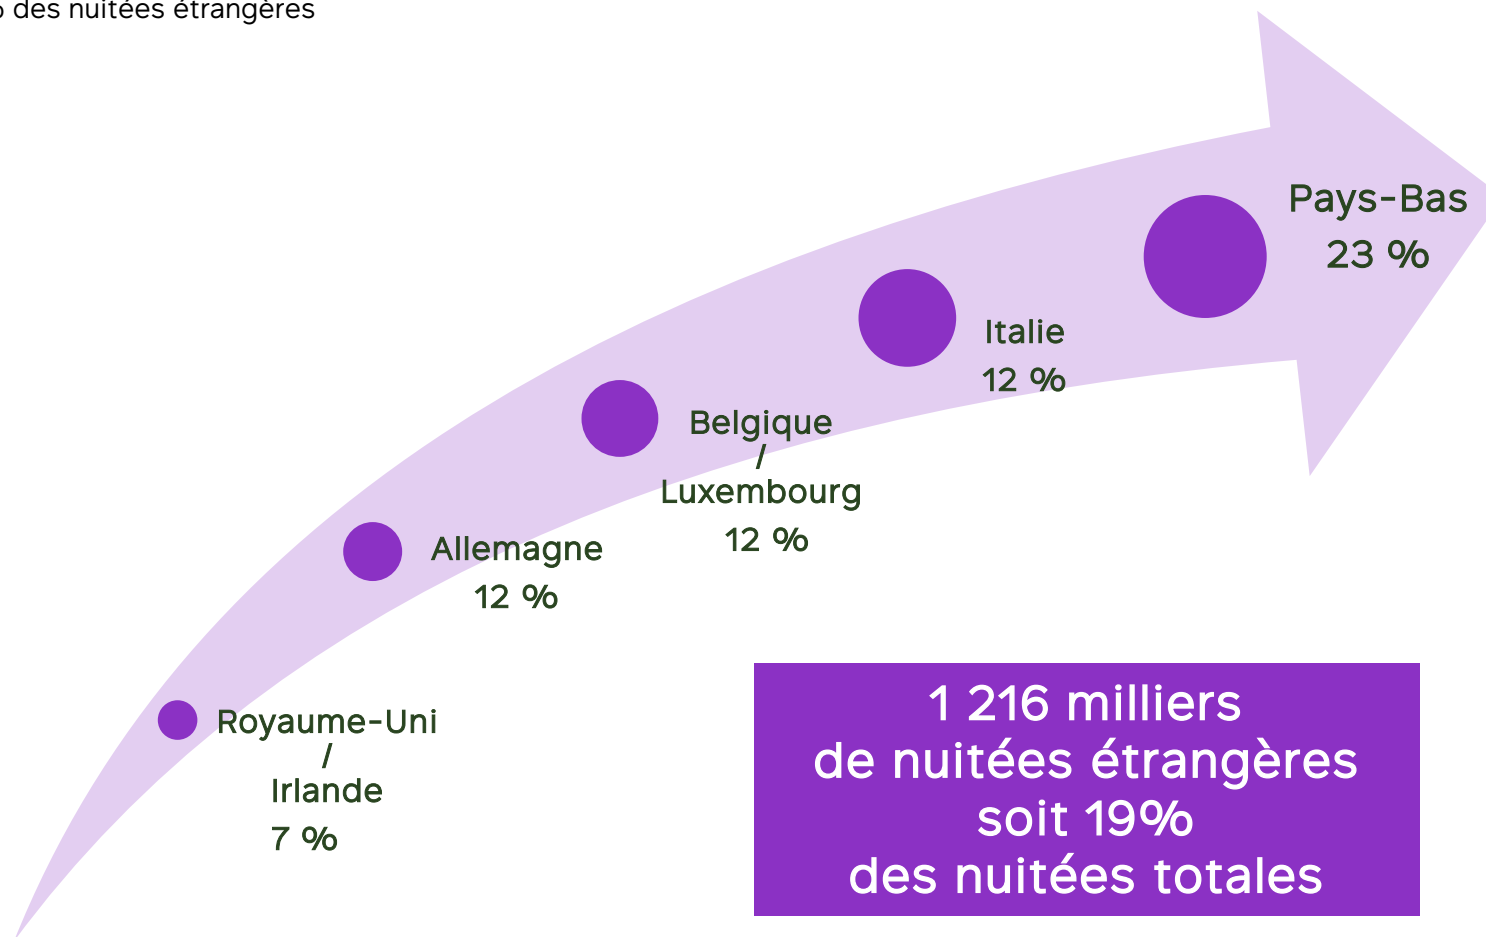 % des nuitées étrangères
Pays-Bas
23 %
Italie
12 %
Belgique
/
Luxembourg
12 %
Allemagne
12 %
Royaume-Uni
/
Irlande
7 %
1 216 milliers
de nuitées étrangères
soit 19%
des nuitées totales